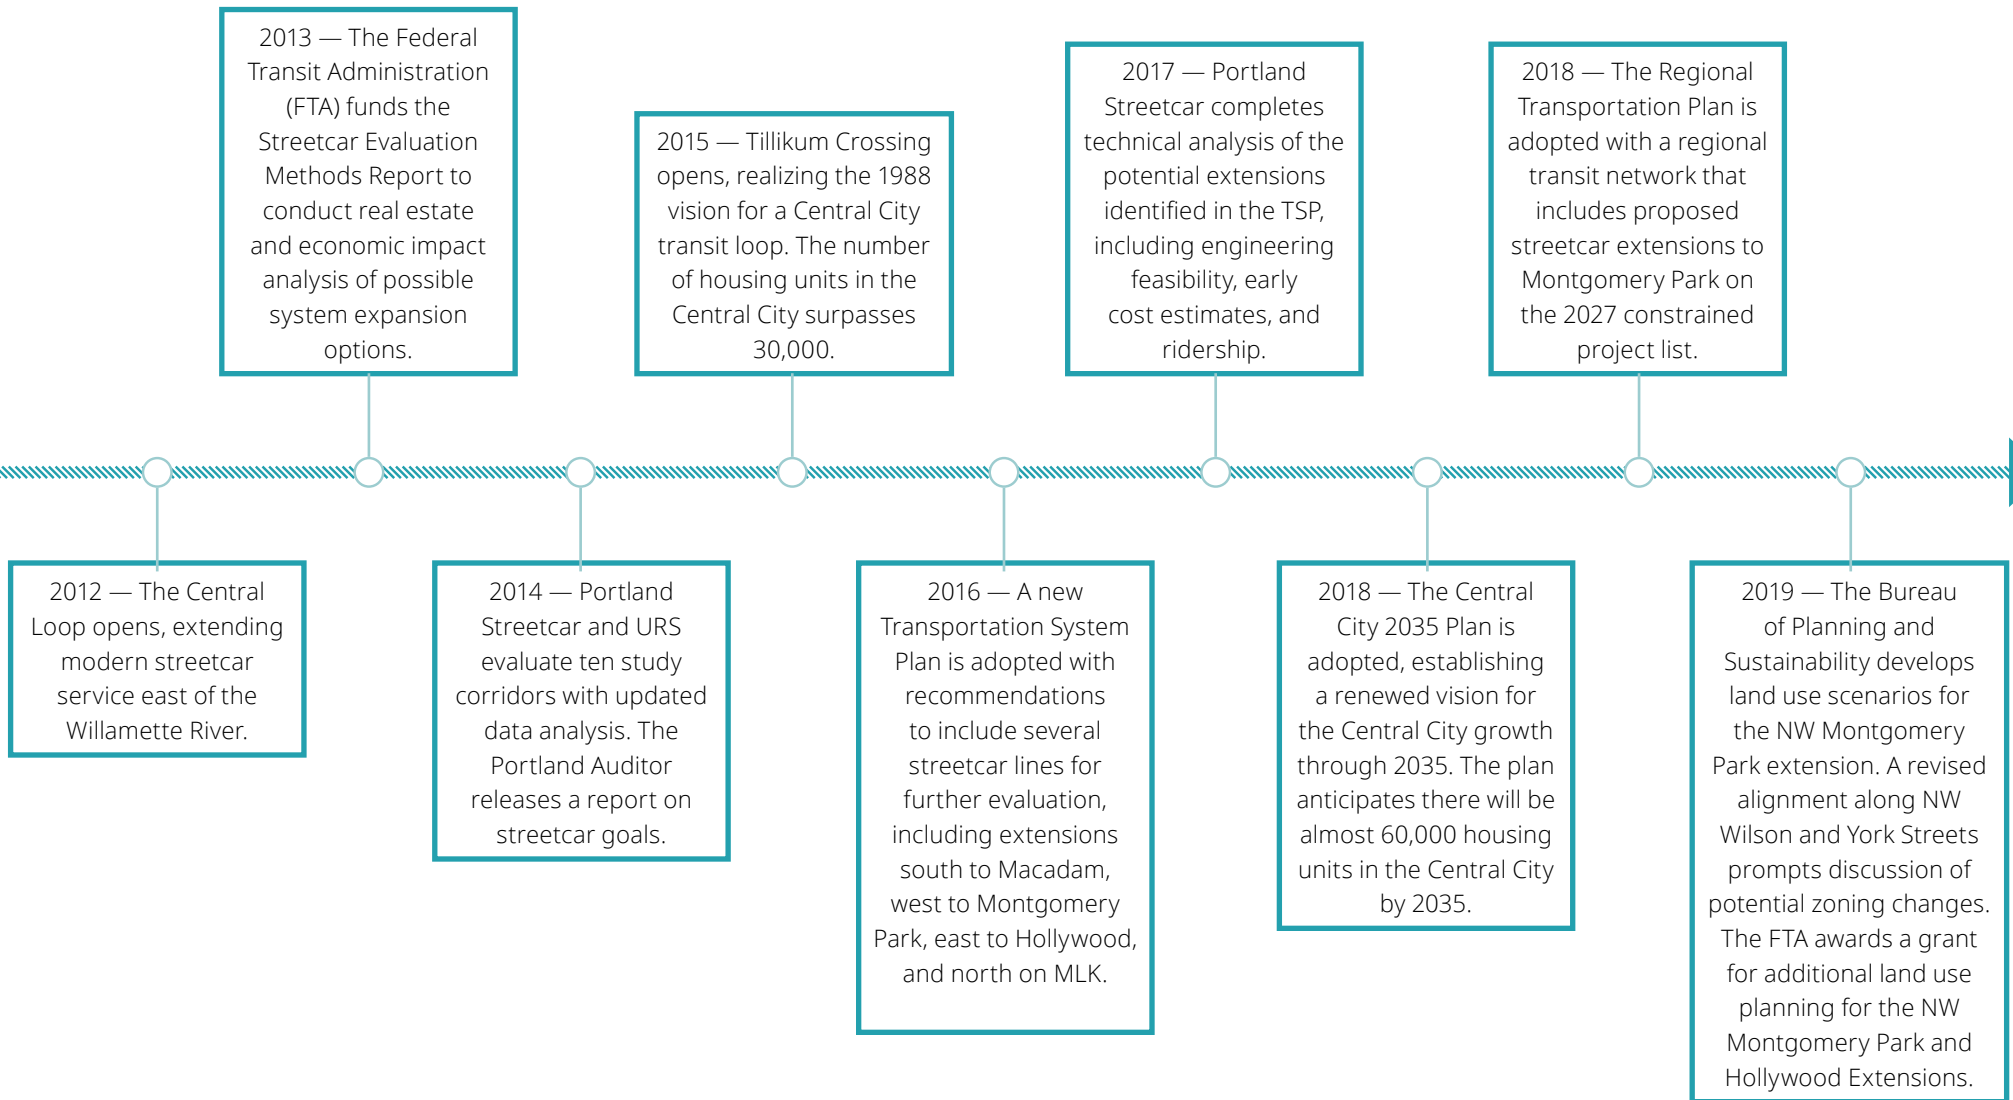 2013 — The Federal
Transit Administration
(FTA) funds the
Streetcar Evaluation
Methods Report to
conduct real estate
and economic impact
analysis of possible
system expansion
options.
2015 — Tillikum Crossing
opens, realizing the 1988
vision for a Central City
transit loop. The number
of housing units in the
Central City surpasses
30,000.
2017 — Portland
Streetcar completes
technical analysis of the
potential extensions
identified in the TSP,
including engineering
feasibility, early
cost estimates, and
ridership.
2018 — The Regional
Transportation Plan is
adopted with a regional
transit network that
includes proposed
streetcar extensions to
Montgomery Park on
the 2027 constrained
project list.
2012 — The Central
Loop opens, extending
modern streetcar
service east of the
Willamette River.
2014 — Portland
Streetcar and URS
evaluate ten study
corridors with updated
data analysis. The
Portland Auditor
releases a report on
streetcar goals.
2016 — A new
Transportation System
Plan is adopted with
recommendations
to include several
streetcar lines for
further evaluation,
including extensions
south to Macadam,
west to Montgomery
Park, east to Hollywood,
and north on MLK.
2018 — The Central
City 2035 Plan is
adopted, establishing
a renewed vision for
the Central City growth
through 2035. The plan
anticipates there will be
almost 60,000 housing
units in the Central City
by 2035.
2019 — The Bureau
of Planning and
Sustainability develops
land use scenarios for
the NW Montgomery
Park extension. A revised
alignment along NW
Wilson and York Streets
prompts discussion of
potential zoning changes.
The FTA awards a grant
for additional land use
planning for the NW
Montgomery Park and
Hollywood Extensions.